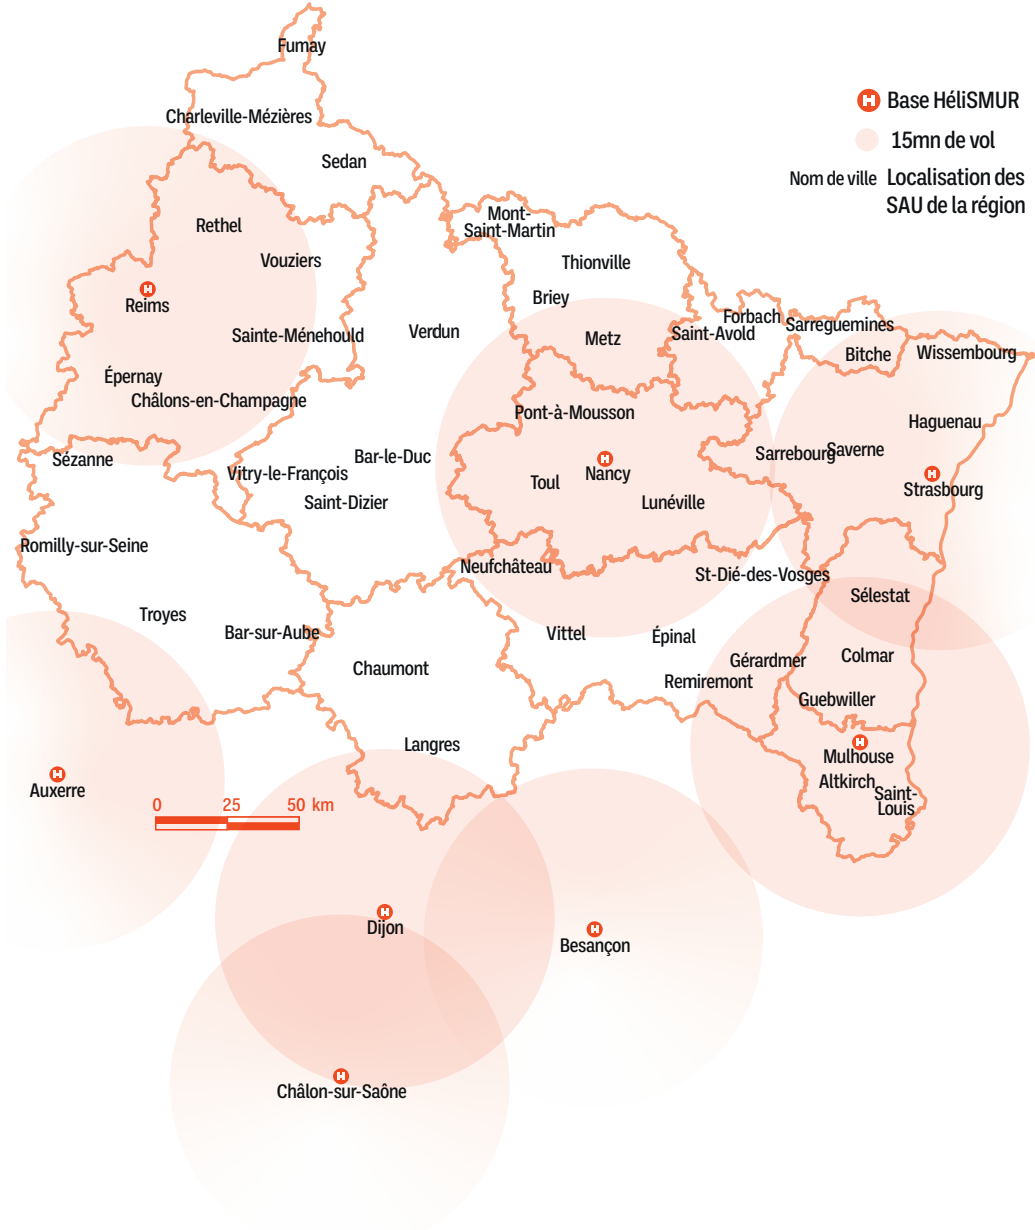 Fumay
Base HéliSMUR
Charleville-Mézières
15mn de vol
Sedan
Nom de ville
Localisation des
SAU de la région
Rethel
Mont-
Saint-Martin
Vouziers
Thionville
Briey
Reims
Forbach
Sarreguemines
Sainte-Ménehould
Verdun
Metz
Saint-Avold
Bitche
Wissembourg
Épernay
Châlons-en-Champagne
Pont-à-Mousson
Haguenau
Sézanne
Bar-le-Duc
Sarrebourg
Saverne
Vitry-le-François
Nancy
Toul
Strasbourg
Saint-Dizier
Lunéville
Romilly-sur-Seine
Neufchâteau
St-Dié-des-Vosges
Sélestat
Troyes
Bar-sur-Aube
Vittel
Épinal
Colmar
Chaumont
Gérardmer
Remiremont
Guebwiller
Langres
Mulhouse
Auxerre
Altkirch
Saint-
Louis
0 25 50 km
Dijon
Besançon
Châlon-sur-Saône